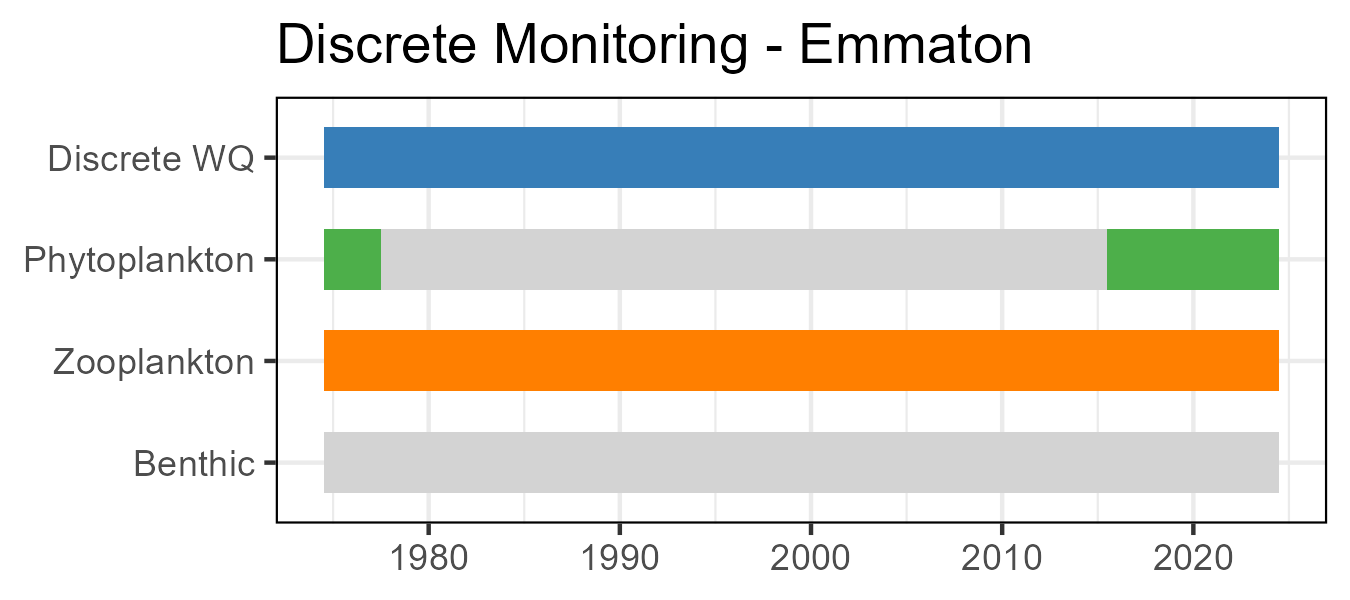 Discrete Monitoring - Emmaton
Discrete WQ
Phytoplankton
Zooplankton
Benthic
1980 1990 2000 2010 2020